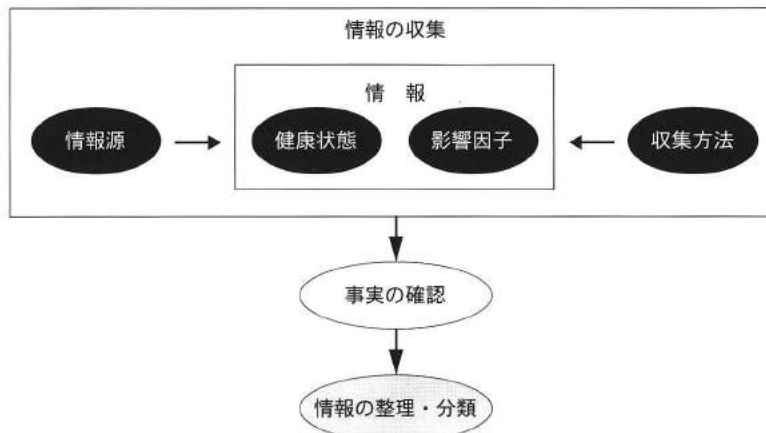 情報の収集
情 報
情報源
健康状態
影響因子
収集方法
事実の確認
情報の整理・分類